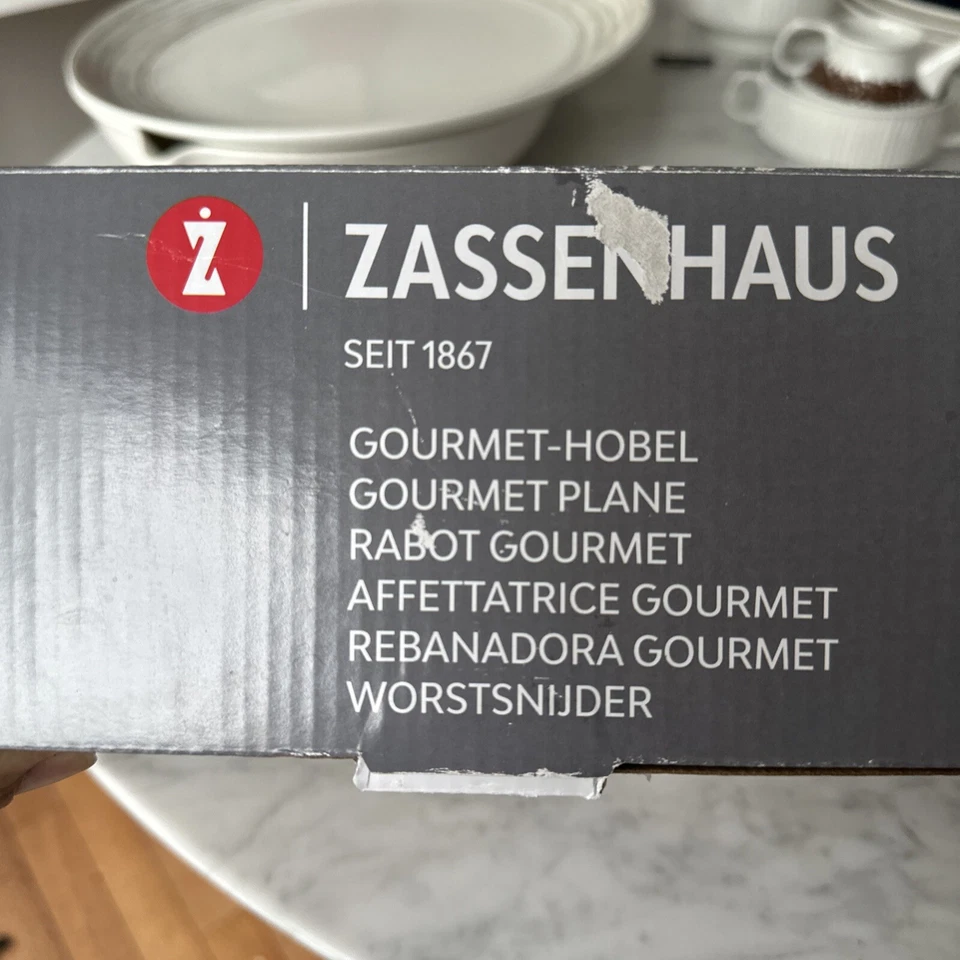 Ż
ZASSENHAUS
SEIT 1867
GOURMET-HOBEL
GOURMET PLANE
RABOT GOURMET
AFFETTATRICE GOURMET
REBANADORA GOURMET
WORSTSNIJDER